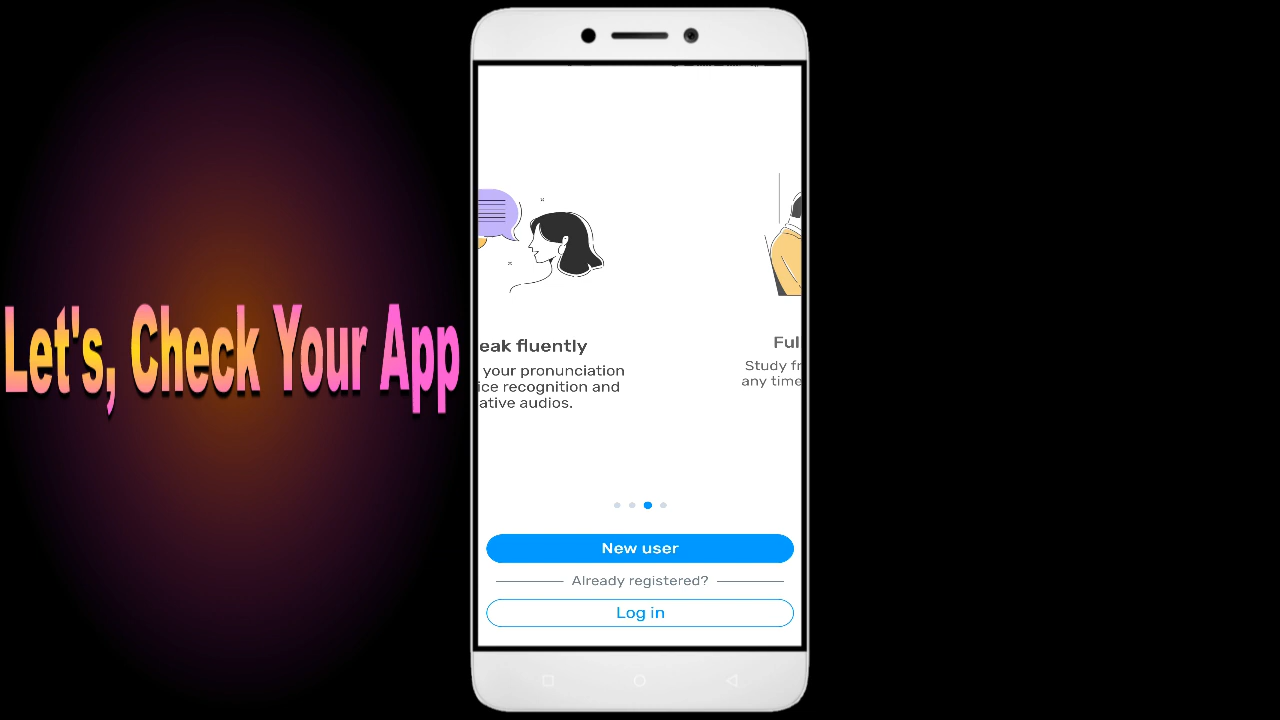 Let's, Check Your App
eak fluently
your pronunciation
ice recognition and
ative audios.
Ful
Study fr
any time
New user
Already registered?
Log in